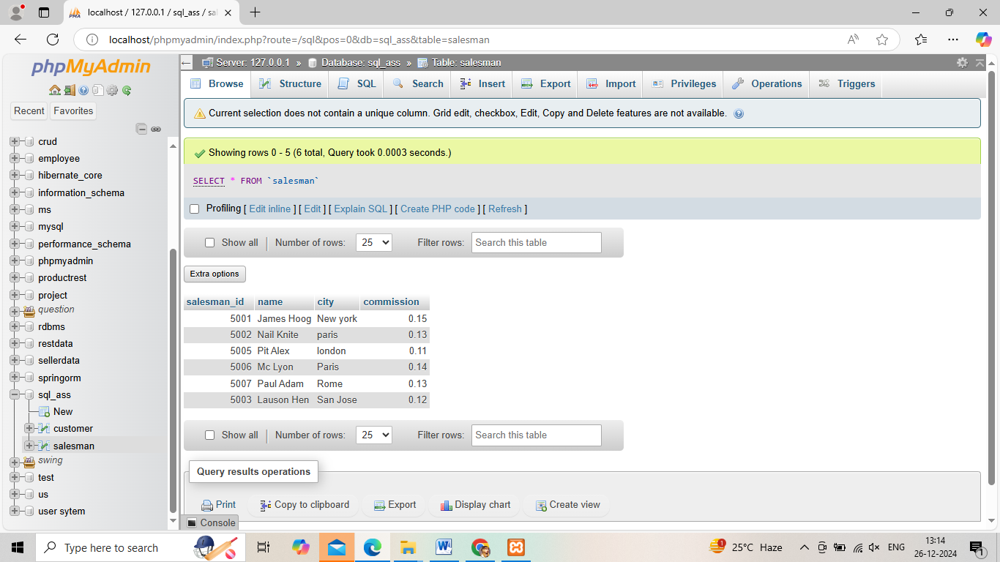 localhost / 127.0.0.1 / sql_ass / sal
localhost/phpmyadmin/index.php?route=/sql&pos=0&db=sql_ass&table=salesman
phpMyAdmin
Recent Favorites
crud
employee
hibernate_core
information_schema
ms
mysql
performance_schema
phpmyadmin
productrest
project
question
rdbms
restdata
sellerdata
springorm
sql_ass
New
customer
salesman
swing
test
us
user sytem
Server: 127.0.0.1 » Database: sql_ass » Table: salesman
Browse Structure SQL Search Insert Export Import Privileges Operations Triggers
Current selection does not contain a unique column. Grid edit, checkbox, Edit, Copy and Delete features are not available.
Showing rows 0 - 5 (6 total, Query took 0.0003 seconds.)
SELECT * FROM `salesman`
Profiling [ Edit inline ] [ Edit ] [ Explain SQL ] [ Create PHP code ] [ Refresh ]
Show all Number of rows: 25 Filter rows: Search this table
Extra options
salesman_id name city commission
5001 James Hoog New york 0.15
5002 Nail Knite paris 0.13
5005 Pit Alex london 0.11
5006 Mc Lyon Paris 0.14
5007 Paul Adam Rome 0.13
5003 Lauson Hen San Jose 0.12
Show all Number of rows: 25 Filter rows: Search this table
Query results operations
Print Copy to clipboard Export Display chart Create view
Console
Type here to search
1
25°C Haze
ENG
13:14
26-12-2024
1